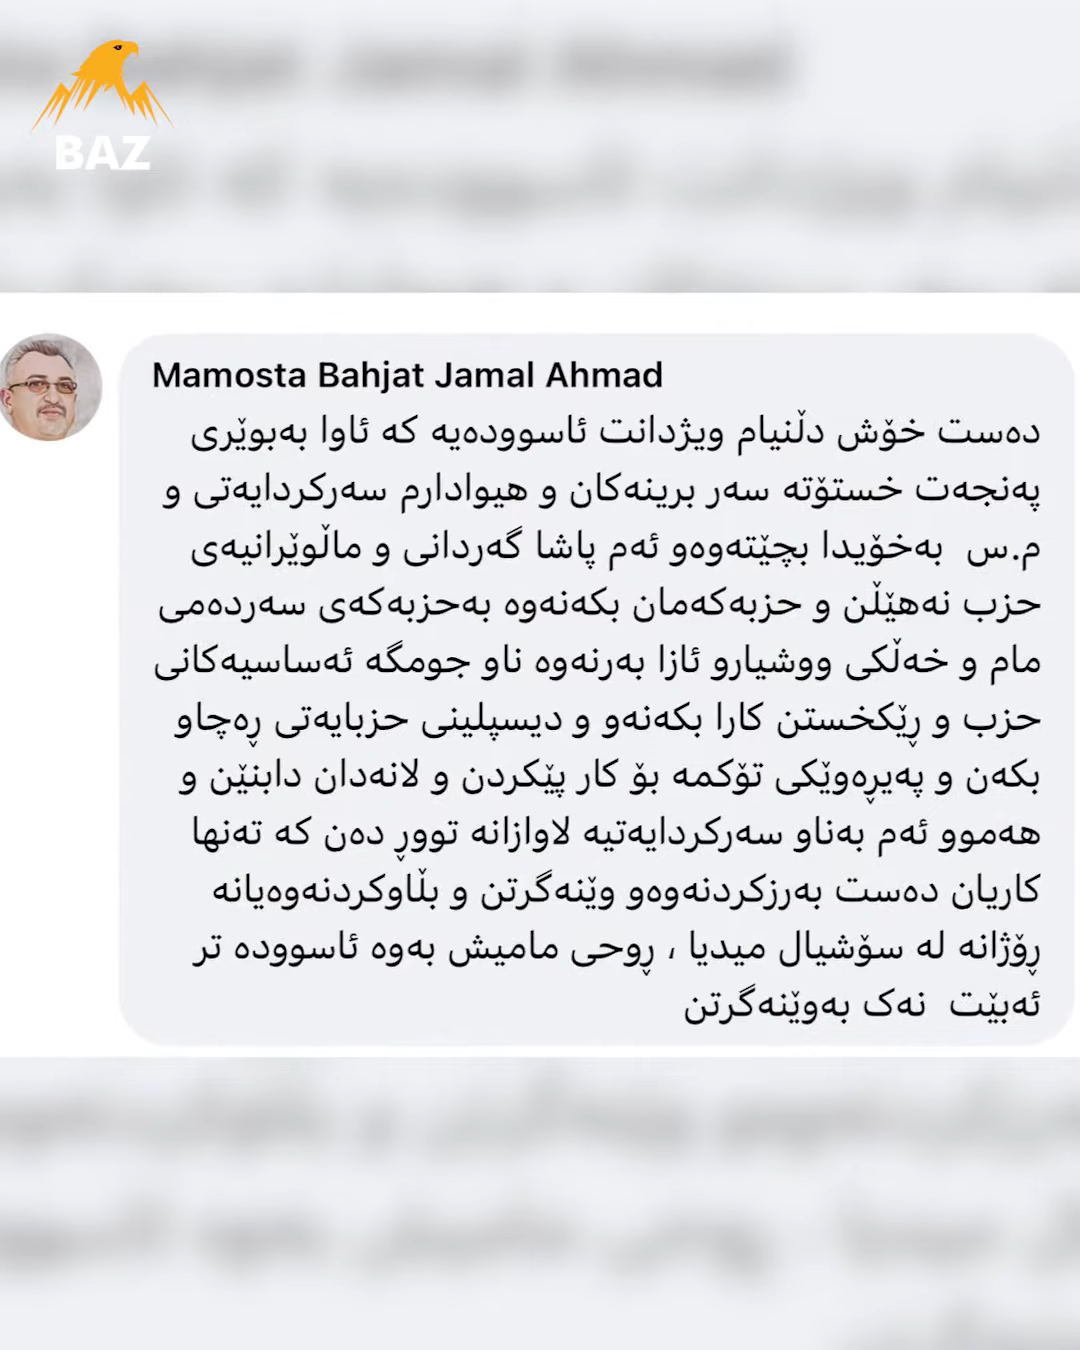 BAZ
Mamosta Bahjat Jamal Ahmad
دەست خۆش دڵنیام ویژدانت ئاسوودەیە کە ئاوا بەبوێری
پەنجەت خستۆتە سەر برینەکان و هیوادارم سەرکردایەتی و
م.س  بەخۆیدا بچێتەوەو ئەم پاشا گەردانی و ماڵوێرانیەی
حزب نەهێڵن و حزبەکەمان بکەنەوە بەحزبەکەی سەردەمی
مام و خەڵکی ووشیارو ئازا بەرنەوە ناو جومگە ئەساسیەکانی
حزب و ڕێکخستن کارا بکەنەو و دیسپلینی حزبایەتی ڕەچاو
بکەن و پەیڕەوێکی تۆکمە بۆ کار پێکردن و لانەدان دابنێن و
هەموو ئەم بەناو سەرکردایەتیە لاوازانە تووڕ دەن کە تەنها
کاریان دەست بەرزکردنەوەو وێنەگرتن و بڵاوکردنەوەیانە
ڕۆژانە لە سۆشیال میدیا ، ڕوحی مامیش بەوە ئاسوودە تر
ئەبێت  نەک بەوێنەگرتن